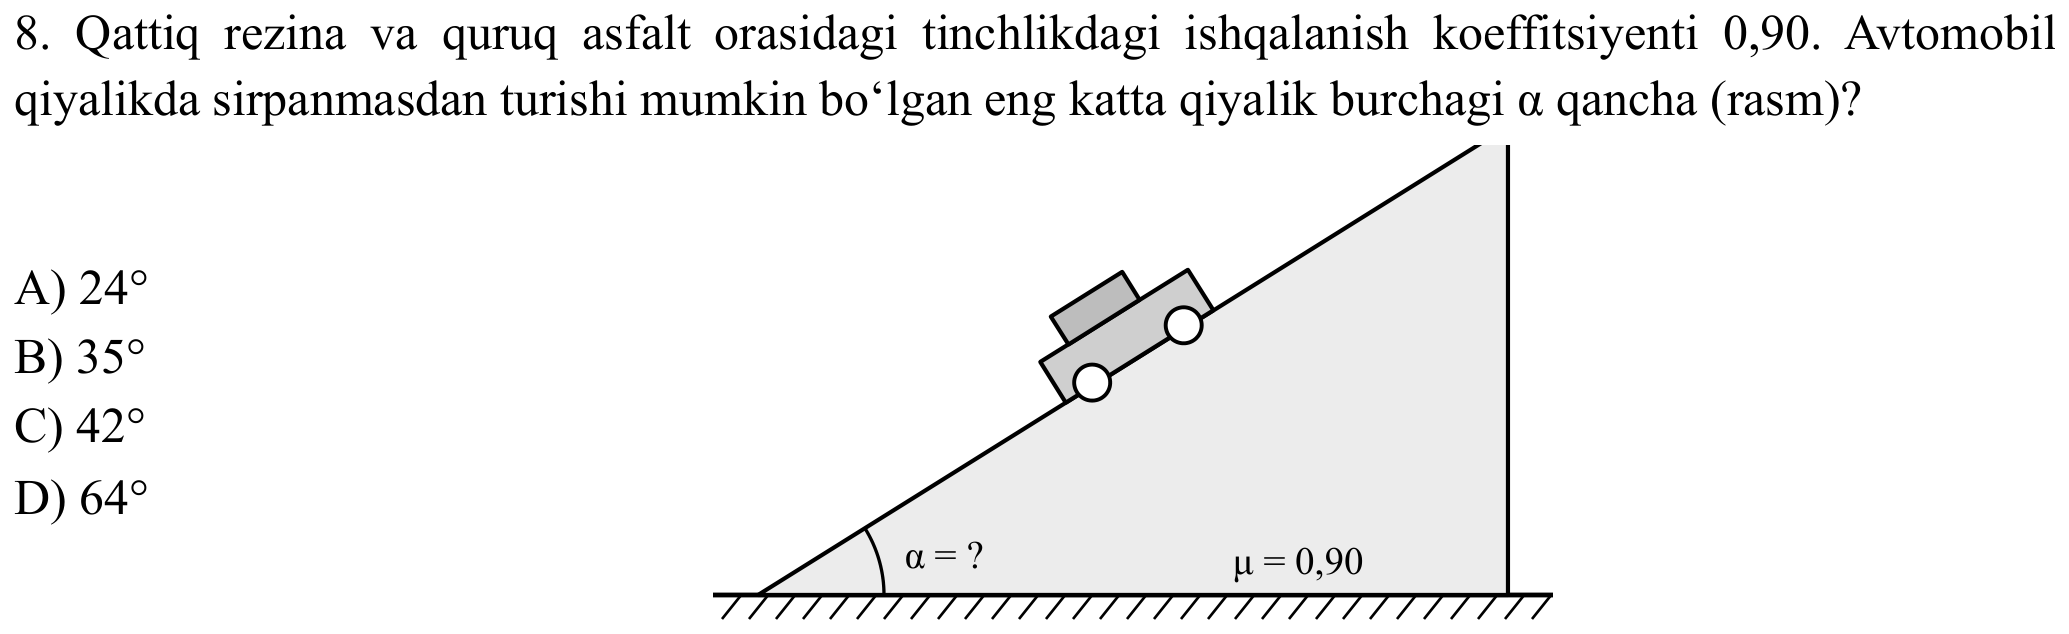 8. Qattiq rezina va quruq asfalt orasidagi tinchlikdagi ishqalanish koeffitsiyenti 0,90. Avtomobil
qiyalikda sirpanmasdan turishi mumkin bo‘lgan eng katta qiyalik burchagi α qancha (rasm)?
A) 24°
B) 35°
C) 42°
D) 64°
α = ?
μ = 0,90